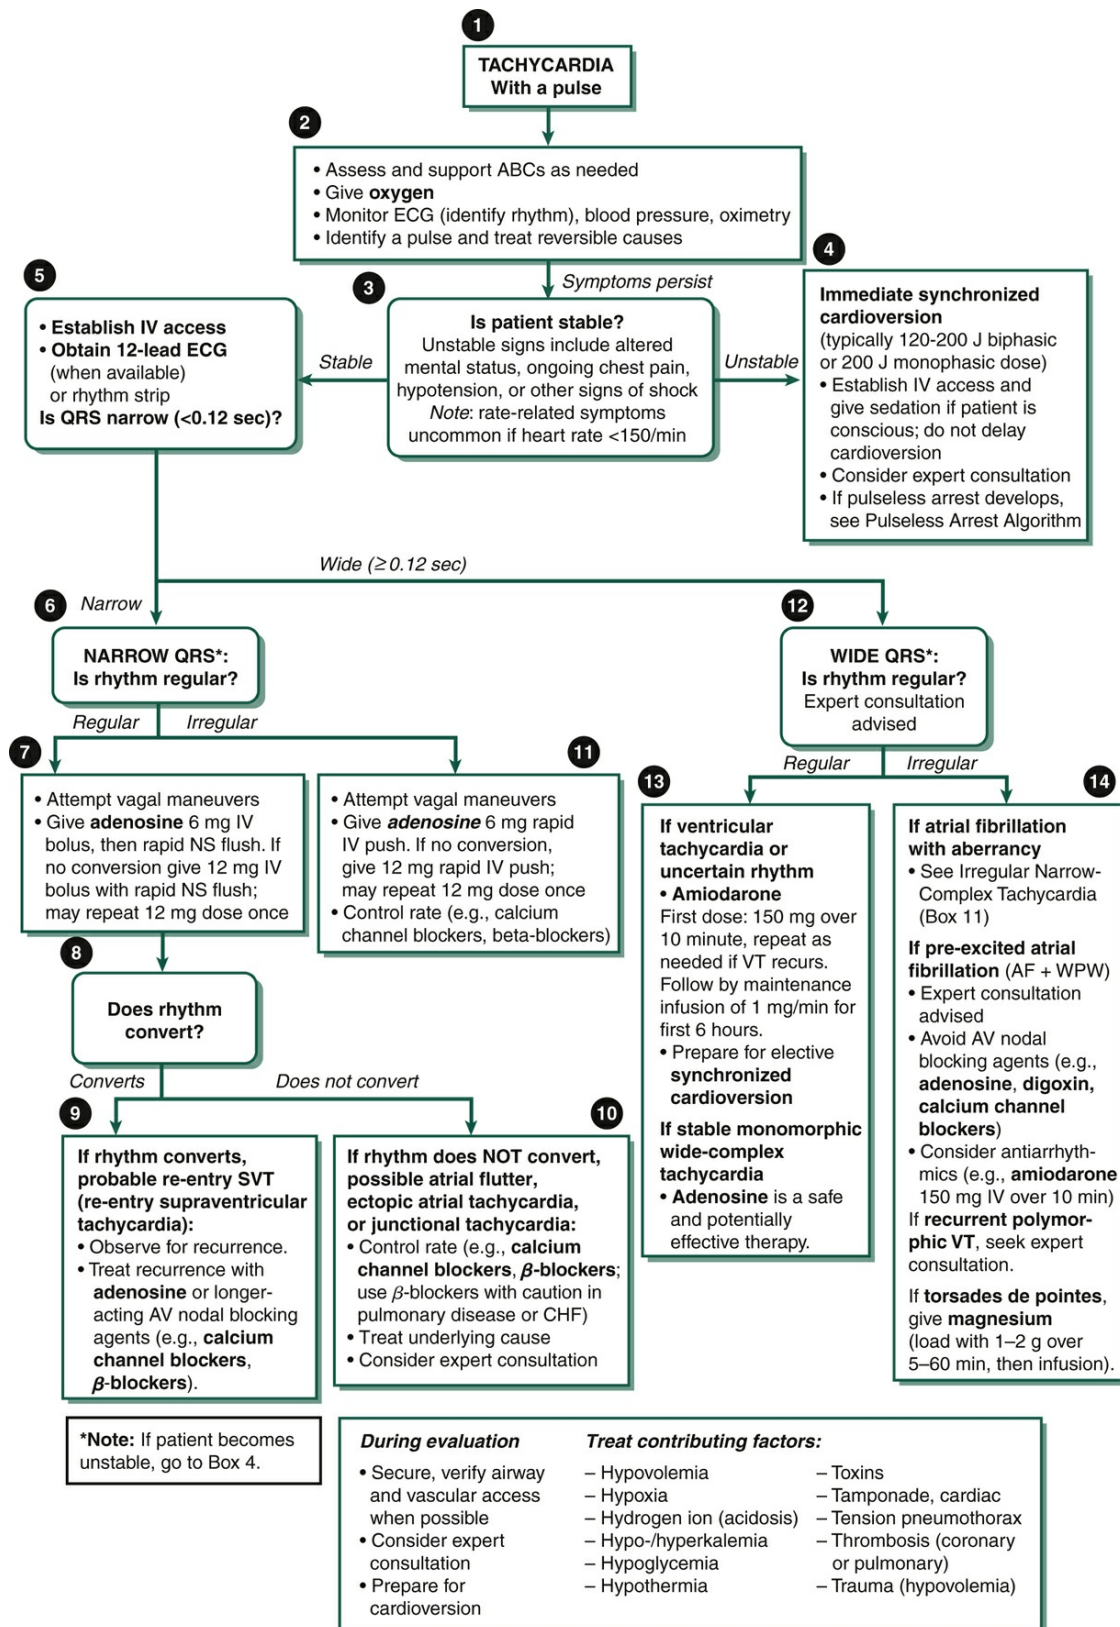 1
TACHYCARDIA
With a pulse
2
• Assess and support ABCs as needed
• Give oxygen
• Monitor ECG (identify rhythm), blood pressure, oximetry
• Identify a pulse and treat reversible causes
Symptoms persist
3
Is patient stable?
Unstable signs include altered
mental status, ongoing chest pain,
hypotension, or other signs of shock
Note: rate-related symptoms
uncommon if heart rate <150/min
Stable
Unstable
4
Immediate synchronized
cardioversion
(typically 120-200 J biphasic
or 200 J monophasic dose)
• Establish IV access and
give sedation if patient is
conscious; do not delay
cardioversion
• Consider expert consultation
• If pulseless arrest develops,
see Pulseless Arrest Algorithm
5
• Establish IV access
• Obtain 12-lead ECG
(when available)
or rhythm strip
Is QRS narrow (<0.12 sec)?
Wide (≥0.12 sec)
Narrow
6
NARROW QRS*:
Is rhythm regular?
Regular
Irregular
7
• Attempt vagal maneuvers
• Give adenosine 6 mg IV
bolus, then rapid NS flush. If
no conversion give 12 mg IV
bolus with rapid NS flush;
may repeat 12 mg dose once
11
• Attempt vagal maneuvers
• Give adenosine 6 mg rapid
IV push. If no conversion,
give 12 mg rapid IV push;
may repeat 12 mg dose once
• Control rate (e.g., calcium
channel blockers, beta-blockers)
8
Does rhythm
convert?
Converts
Does not convert
9
If rhythm converts,
probable re-entry SVT
(re-entry supraventricular
tachycardia):
• Observe for recurrence.
• Treat recurrence with
adenosine or longer-
acting AV nodal blocking
agents (e.g., calcium
channel blockers,
β-blockers).
10
If rhythm does NOT convert,
possible atrial flutter,
ectopic atrial tachycardia,
or junctional tachycardia:
• Control rate (e.g., calcium
channel blockers, β-blockers;
use β-blockers with caution in
pulmonary disease or CHF)
• Treat underlying cause
• Consider expert consultation
12
WIDE QRS*:
Is rhythm regular?
Expert consultation
advised
Regular
Irregular
13
If ventricular
tachycardia or
uncertain rhythm
• Amiodarone
First dose: 150 mg over
10 minute, repeat as
needed if VT recurs.
Follow by maintenance
infusion of 1 mg/min for
first 6 hours.
• Prepare for elective
synchronized
cardioversion
If stable monomorphic
wide-complex
tachycardia
• Adenosine is a safe
and potentially
effective therapy.
14
If atrial fibrillation
with aberrancy
• See Irregular Narrow-
Complex Tachycardia
(Box 11)
If pre-excited atrial
fibrillation (AF + WPW)
• Expert consultation
advised
• Avoid AV nodal
blocking agents (e.g.,
adenosine, digoxin,
calcium channel
blockers)
• Consider antiarrhyth-
mics (e.g., amiodarone
150 mg IV over 10 min)
If recurrent polymor-
phic VT, seek expert
consultation.
If torsades de pointes,
give magnesium
(load with 1–2 g over
5–60 min, then infusion).
*Note: If patient becomes
unstable, go to Box 4.
During evaluation
• Secure, verify airway
and vascular access
when possible
• Consider expert
consultation
• Prepare for
cardioversion
Treat contributing factors:
– Hypovolemia
– Hypoxia
– Hydrogen ion (acidosis)
– Hypo-/hyperkalemia
– Hypoglycemia
– Hypothermia
– Toxins
– Tamponade, cardiac
– Tension pneumothorax
– Thrombosis (coronary
or pulmonary)
– Trauma (hypovolemia)